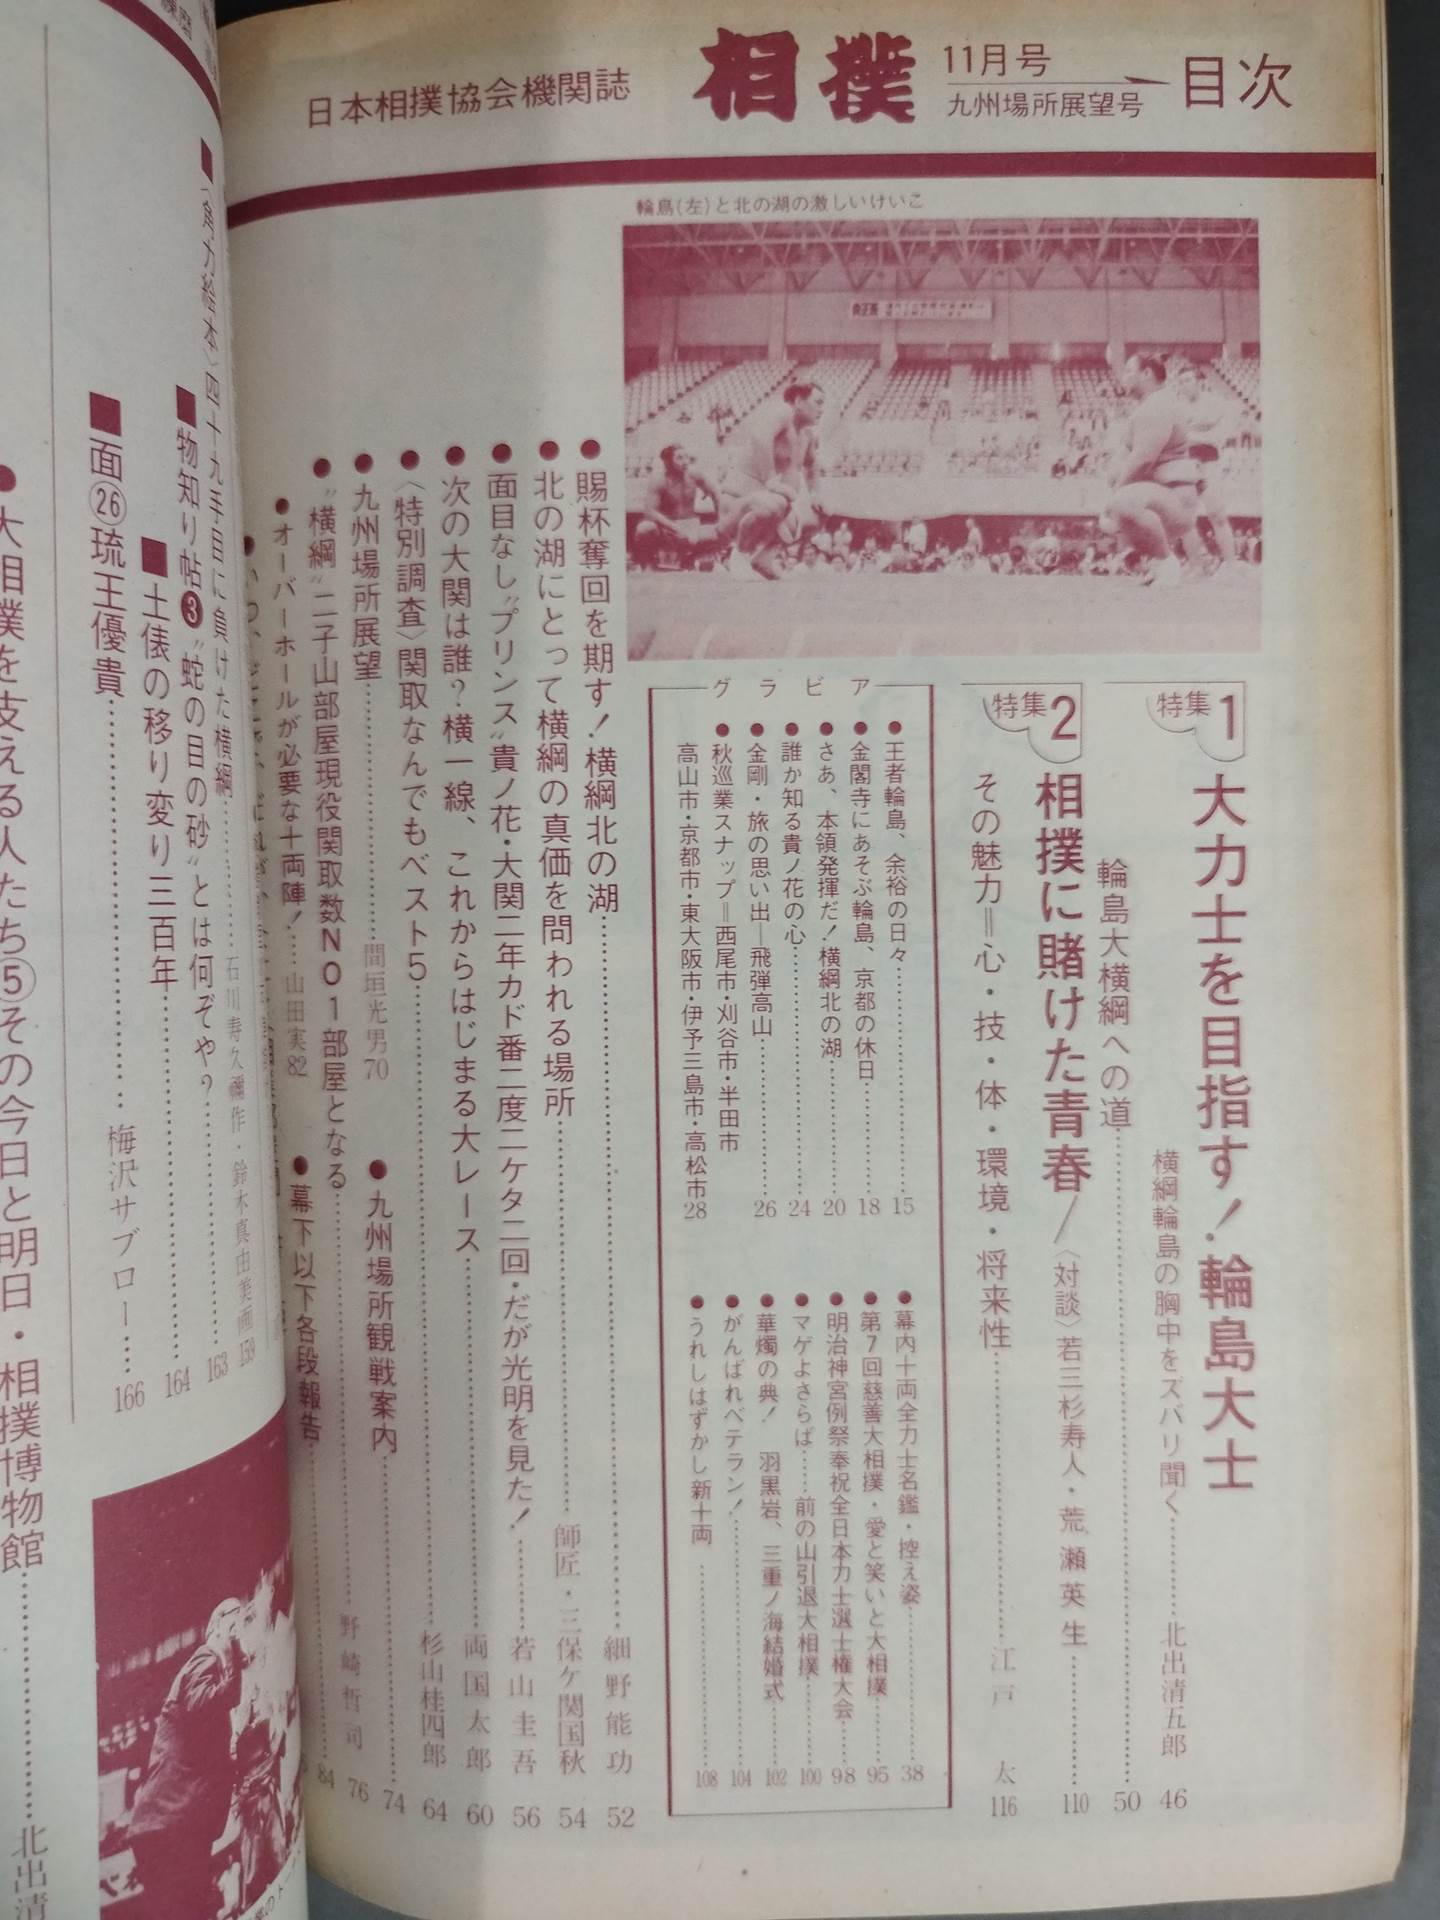 日本相撲協会機関誌
相撲
11月号
九州場所展望号
目次
輪島(左)と北の湖の激しいけいこ
特集1
大力士を目指す！輪島大士
横綱輪島の胸中をズバリ聞く……北出清五郎 46
輪島大横綱への道……50
特集2
相撲に賭けた青春／〈対談〉若三杉寿人・荒瀬英生……110
その魅力＝心・技・体・環境・将来性……江戸 太 116
グラビア
●王者輪島、余裕の日々……15
●金閣寺にあそぶ輪島、京都の休日……18
●さあ、本領発揮だ！横綱北の湖……20
●誰か知る貴ノ花の心……24
●金剛・旅の思い出―飛弾高山……26
●秋巡業スナップ＝西尾市・刈谷市・半田市
高山市・京都市・東大阪市・伊予三島市・高松市 28
●幕内十両全力士名鑑・控え姿……38
●第7回慈善大相撲・愛と笑いと大相撲……95
●明治神宮例祭奉祝全日本力士選士権大会……98
●マゲよさらば……前の山引退大相撲……100
●華燭の典！ 羽黒岩、三重ノ海結婚式……102
●がんばれベテラン！……104
●うれしはずかし新十両……108
●賜杯奪回を期す！横綱北の湖……細野能功 52
●北の湖にとって横綱の真価を問われる場所……師匠・三保ケ関国秋 54
●面目なし〝プリンス〟貴ノ花・大関二年カド番二度二ケタ二回・だが光明を見た！……若山圭吾 56
●次の大関は誰？横一線、これからはじまる大レース……両国太郎 60
●〈特別調査〉関取なんでもベスト5……杉山桂四郎 64
●九州場所展望……間垣光男 70
●九州場所観戦案内……74
●〝横綱〟二子山部屋現役関取数NO1部屋となる……野崎哲司 76
●オーバーホールが必要な十両陣！……山田実 82
●幕下以下各段報告……84
■〈角力絵本〉四十九手目に負けた横綱……石川寿久禰作・鈴木真由美画 159
■物知り帖❸〝蛇の目の砂〟とは何ぞや？……163
■土俵の移り変り三百年……164
■面㉖琉王優貴……梅沢サブロー……166
●大相撲を支える人たち⑤その今日と明日・相撲博物館……北出清